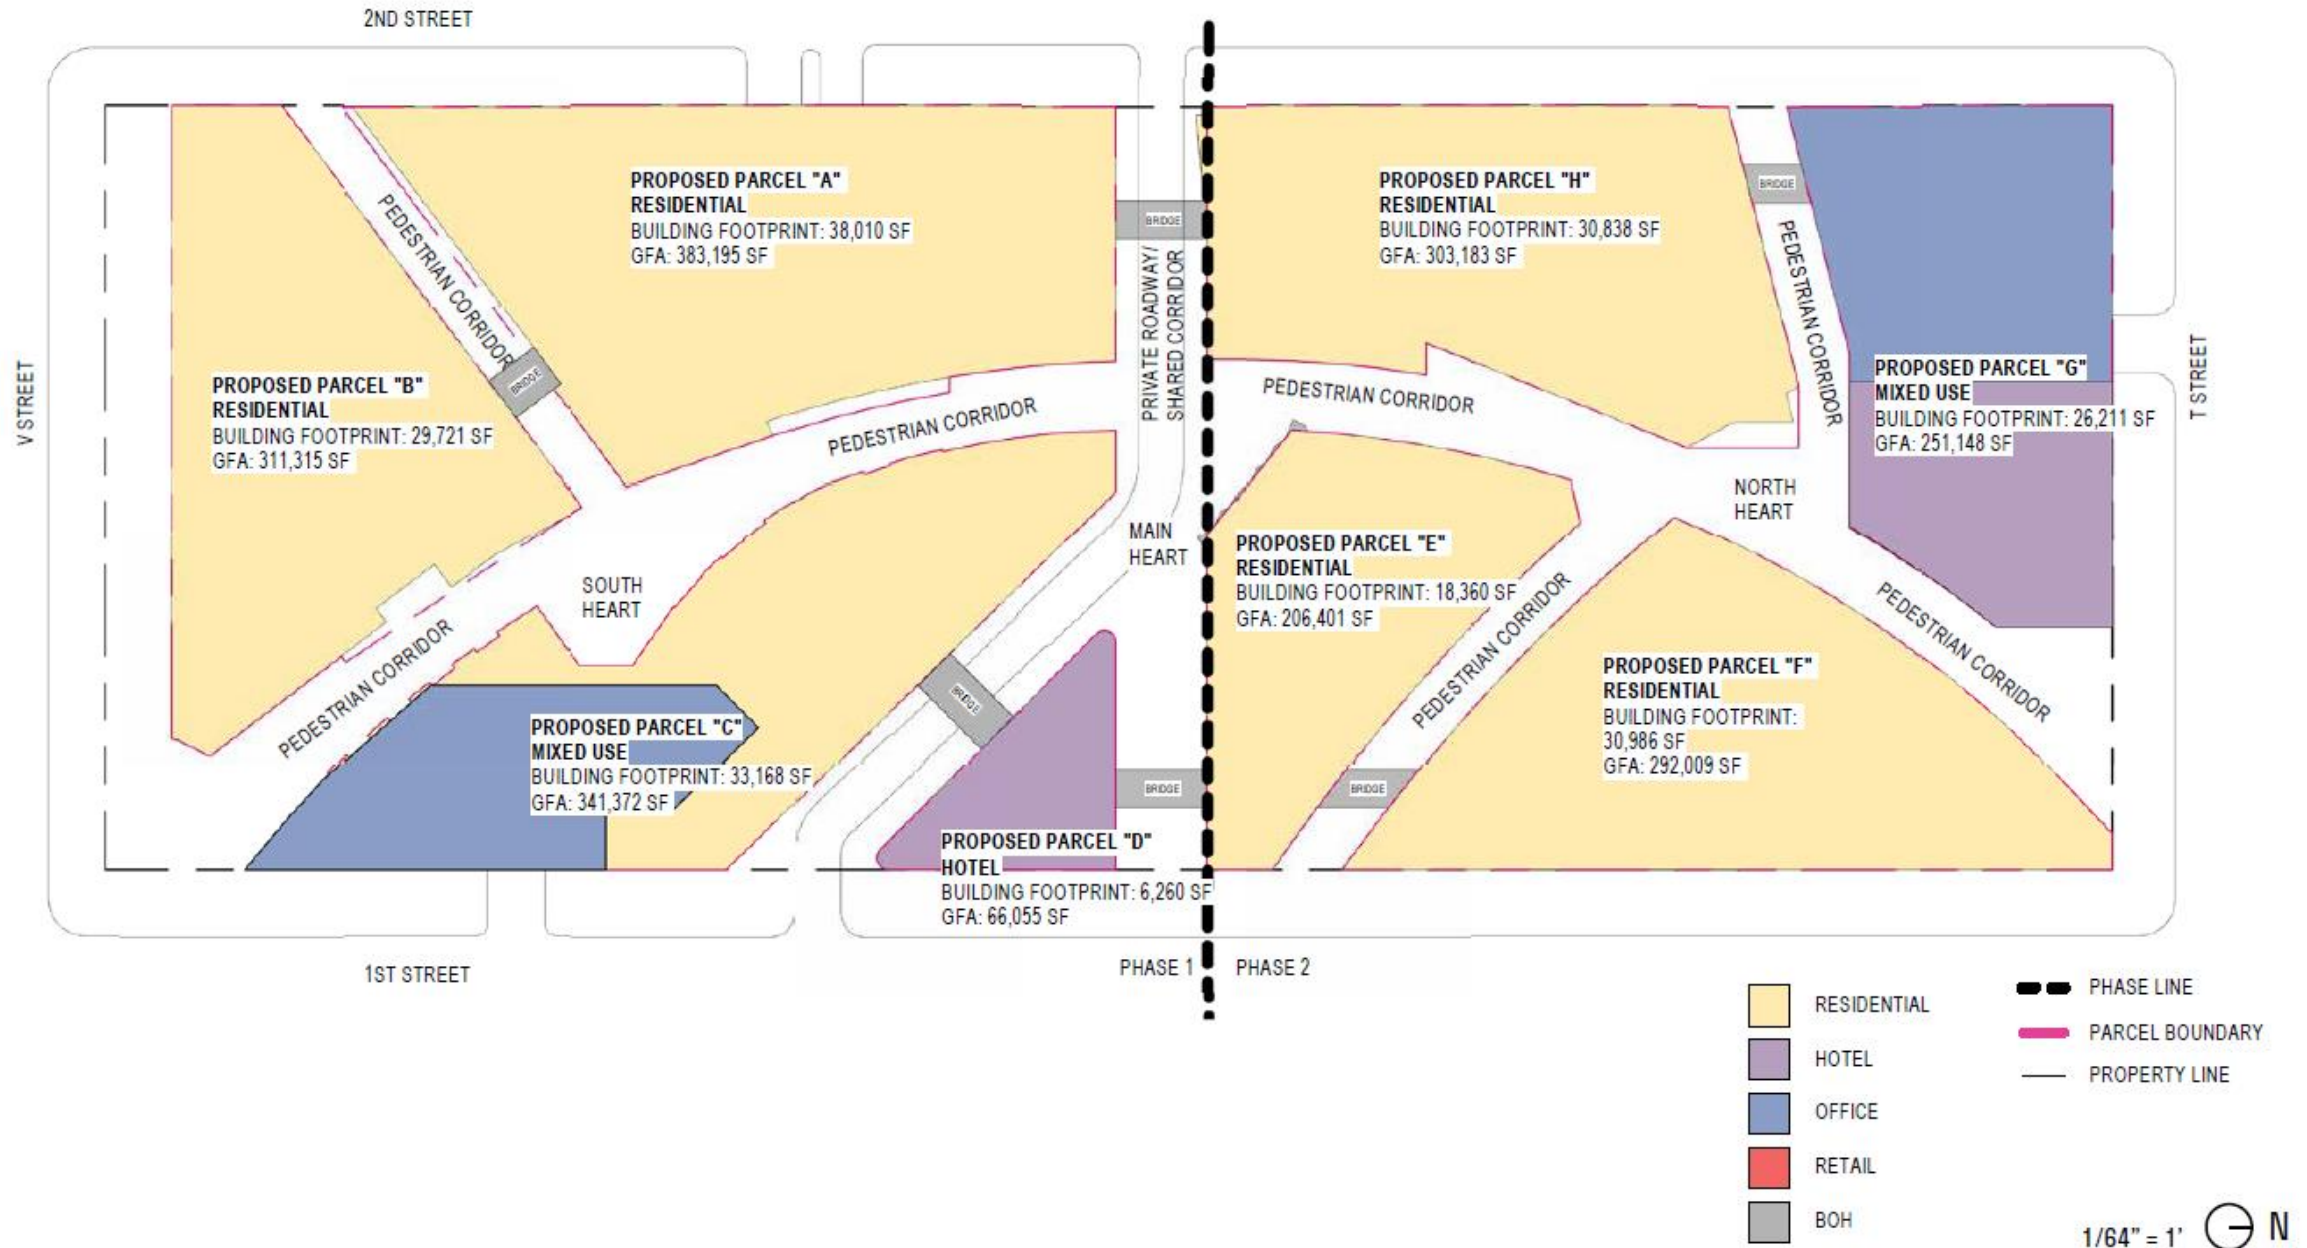 2ND STREET
PROPOSED PARCEL "A"
RESIDENTIAL
BUILDING FOOTPRINT: 38,010 SF
GFA: 383,195 SF
PROPOSED PARCEL "H"
RESIDENTIAL
BUILDING FOOTPRINT: 30,838 SF
GFA: 303,183 SF
BRIDGE
BRIDGE
PEDESTRIAN CORRIDOR
PRIVATE ROADWAY/
SHARED CORRIDOR
PEDESTRIAN CORRIDOR
V STREET
PROPOSED PARCEL "B"
RESIDENTIAL
BUILDING FOOTPRINT: 29,721 SF
GFA: 311,315 SF
BRIDGE
PEDESTRIAN CORRIDOR
PEDESTRIAN CORRIDOR
PROPOSED PARCEL "G"
MIXED USE
BUILDING FOOTPRINT: 26,211 SF
GFA: 251,148 SF
T STREET
NORTH
HEART
MAIN
HEART
SOUTH
HEART
PROPOSED PARCEL "E"
RESIDENTIAL
BUILDING FOOTPRINT: 18,360 SF
GFA: 206,401 SF
PEDESTRIAN CORRIDOR
PEDESTRIAN CORRIDOR
PEDESTRIAN CORRIDOR
PROPOSED PARCEL "F"
RESIDENTIAL
BUILDING FOOTPRINT:
30,986 SF
GFA: 292,009 SF
BRIDGE
PROPOSED PARCEL "C"
MIXED USE
BUILDING FOOTPRINT: 33,168 SF
GFA: 341,372 SF
BRIDGE
BRIDGE
PROPOSED PARCEL "D"
HOTEL
BUILDING FOOTPRINT: 6,260 SF
GFA: 66,055 SF
1ST STREET
PHASE 1
PHASE 2
RESIDENTIAL
HOTEL
OFFICE
RETAIL
BOH
PHASE LINE
PARCEL BOUNDARY
PROPERTY LINE
1/64" = 1'
N